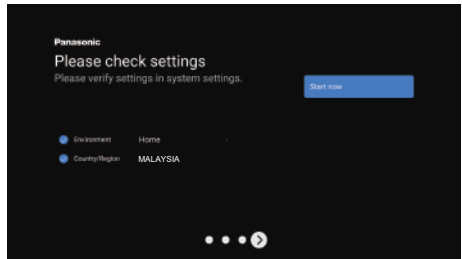 Panasonic
Please check settings
Please verify settings in system settings.
Start now
Environment Home
Country/Region MALAYSIA